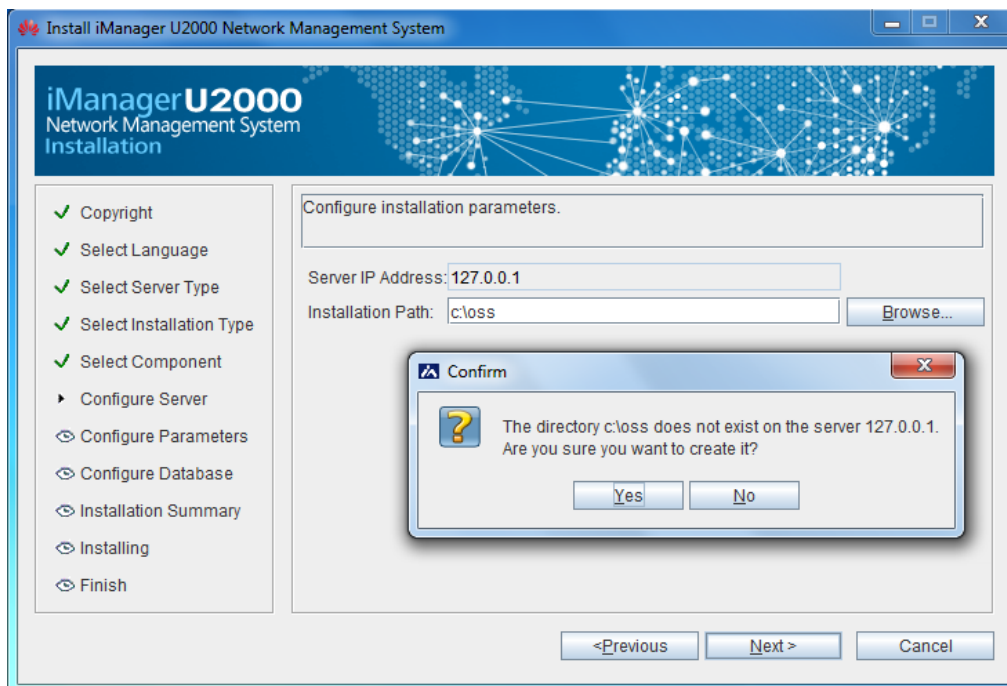 Install iManager U2000 Network Management System
iManager U2000
Network Management System
Installation
Copyright
Select Language
Select Server Type
Select Installation Type
Select Component
Configure Server
Configure Parameters
Configure Database
Installation Summary
Installing
Finish
Configure installation parameters.
Server IP Address: 127.0.0.1
Installation Path: c:\oss
Browse...
Confirm
The directory c:\oss does not exist on the server 127.0.0.1.
Are you sure you want to create it?
Yes No
<Previous Next > Cancel